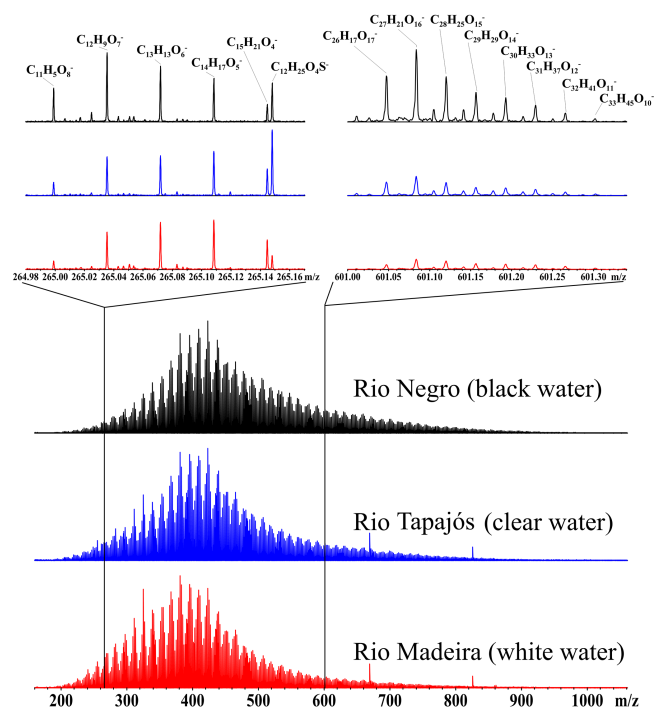 C12H9O7-
C13H13O6-
C15H21O4-
C14H17O5-
C12H25O4S-
C11H5O8-
C27H21O16-
C28H25O15-
C26H17O17-
C29H29O14-
C30H33O13-
C31H37O12-
C32H41O11-
C33H45O10-
264.98 265.00 265.02 265.04 265.06 265.08 265.10 265.12 265.14 265.16 m/z
601.00 601.05 601.10 601.15 601.20 601.25 601.30 m/z
Rio Negro (black water)
Rio Tapajós (clear water)
Rio Madeira (white water)
200 300 400 500 600 700 800 900 1000 m/z